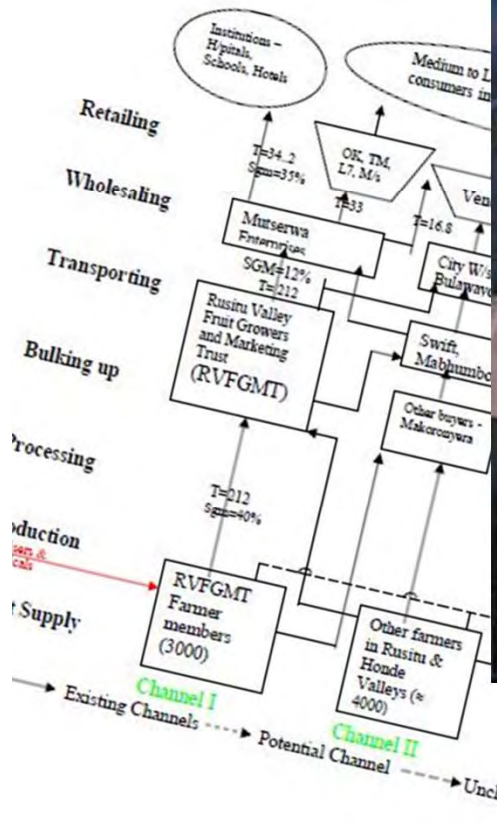 Institutions –
H/pitals,
Schools, Hotels
Medium to L
consumers in
Retailing
T=34..2
Sgm=35%
OK, TM,
L7, M/s
Wholesaling
T=33
Ven
Mutserwa
Enterprises
T=16.8
City W/s
Bulawayo
Transporting
SGM=12%
T=212
Rusitu Valley
Fruit Growers
and Marketing
Trust
(RVFGMT)
Swift,
Mabhumbo
Bulking up
Other buyers -
Makoronyera
Processing
T=212
Sgm=40%
oduction
&
cals
t Supply
RVFGMT
Farmer
members
(3000)
Other farmers
in Rusitu &
Honde
Valleys (≈
4000)
Channel I
Channel II
Existing Channels
Potential Channel
Uncl